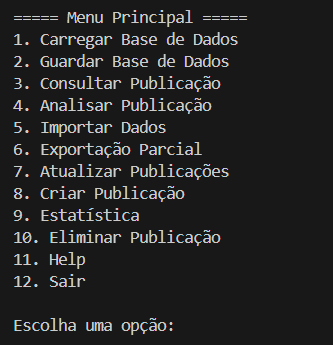 ===== Menu Principal =====
1. Carregar Base de Dados
2. Guardar Base de Dados
3. Consultar Publicação
4. Analisar Publicação
5. Importar Dados
6. Exportação Parcial
7. Atualizar Publicações
8. Criar Publicação
9. Estatística
10. Eliminar Publicação
11. Help
12. Sair
Escolha uma opção: